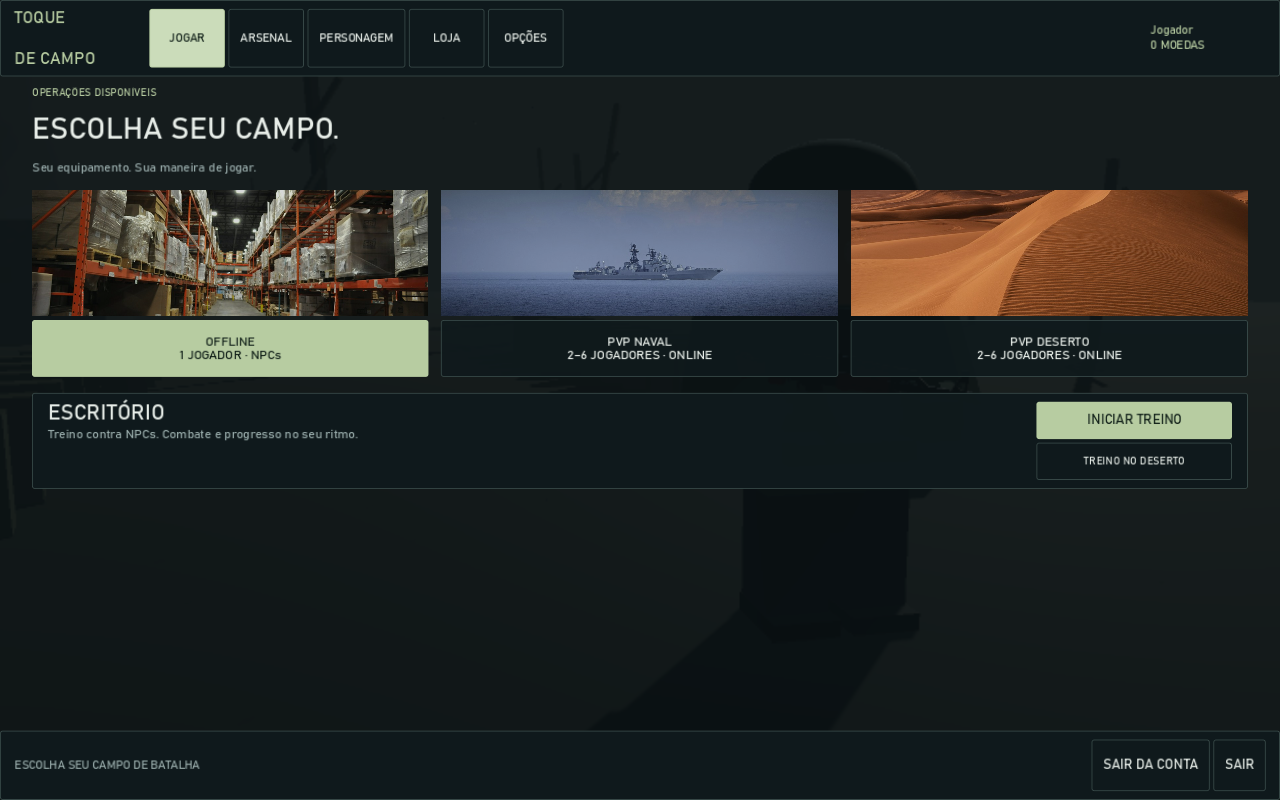 TOQUE
DE CAMPO
JOGAR
ARSENAL
PERSONAGEM
LOJA
OPÇÕES
Jogador
0 MOEDAS
OPERAÇÕES DISPONÍVEIS
ESCOLHA SEU CAMPO.
Seu equipamento. Sua maneira de jogar.
OFFLINE
1 JOGADOR · NPCs
PVP NAVAL
2–6 JOGADORES · ONLINE
PVP DESERTO
2–6 JOGADORES · ONLINE
ESCRITÓRIO
Treino contra NPCs. Combate e progresso no seu ritmo.
INICIAR TREINO
TREINO NO DESERTO
ESCOLHA SEU CAMPO DE BATALHA
SAIR DA CONTA
SAIR